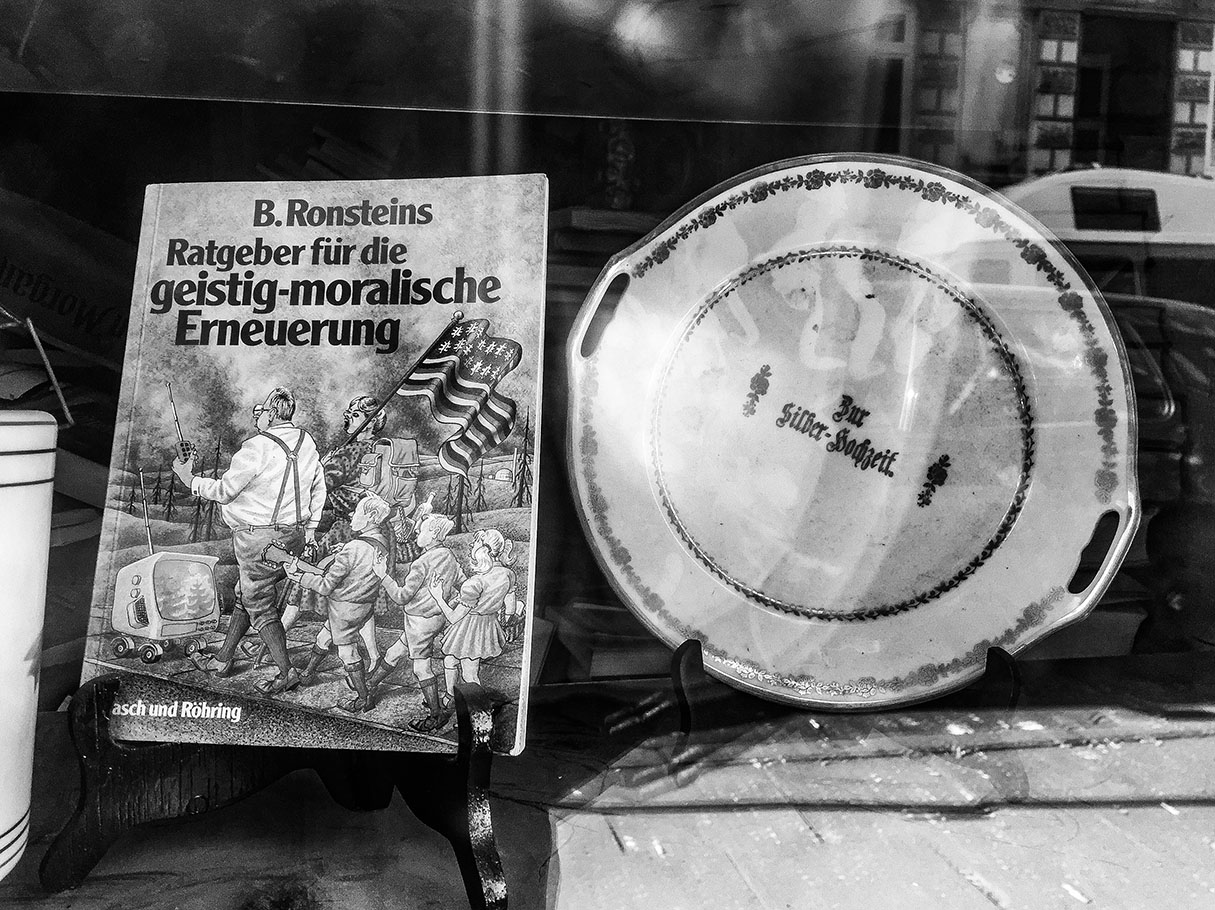 B. Ronsteins
Ratgeber für die
geistig-moralische
Erneuerung
asch und Röhring
Zur
Silber-Hochzeit.